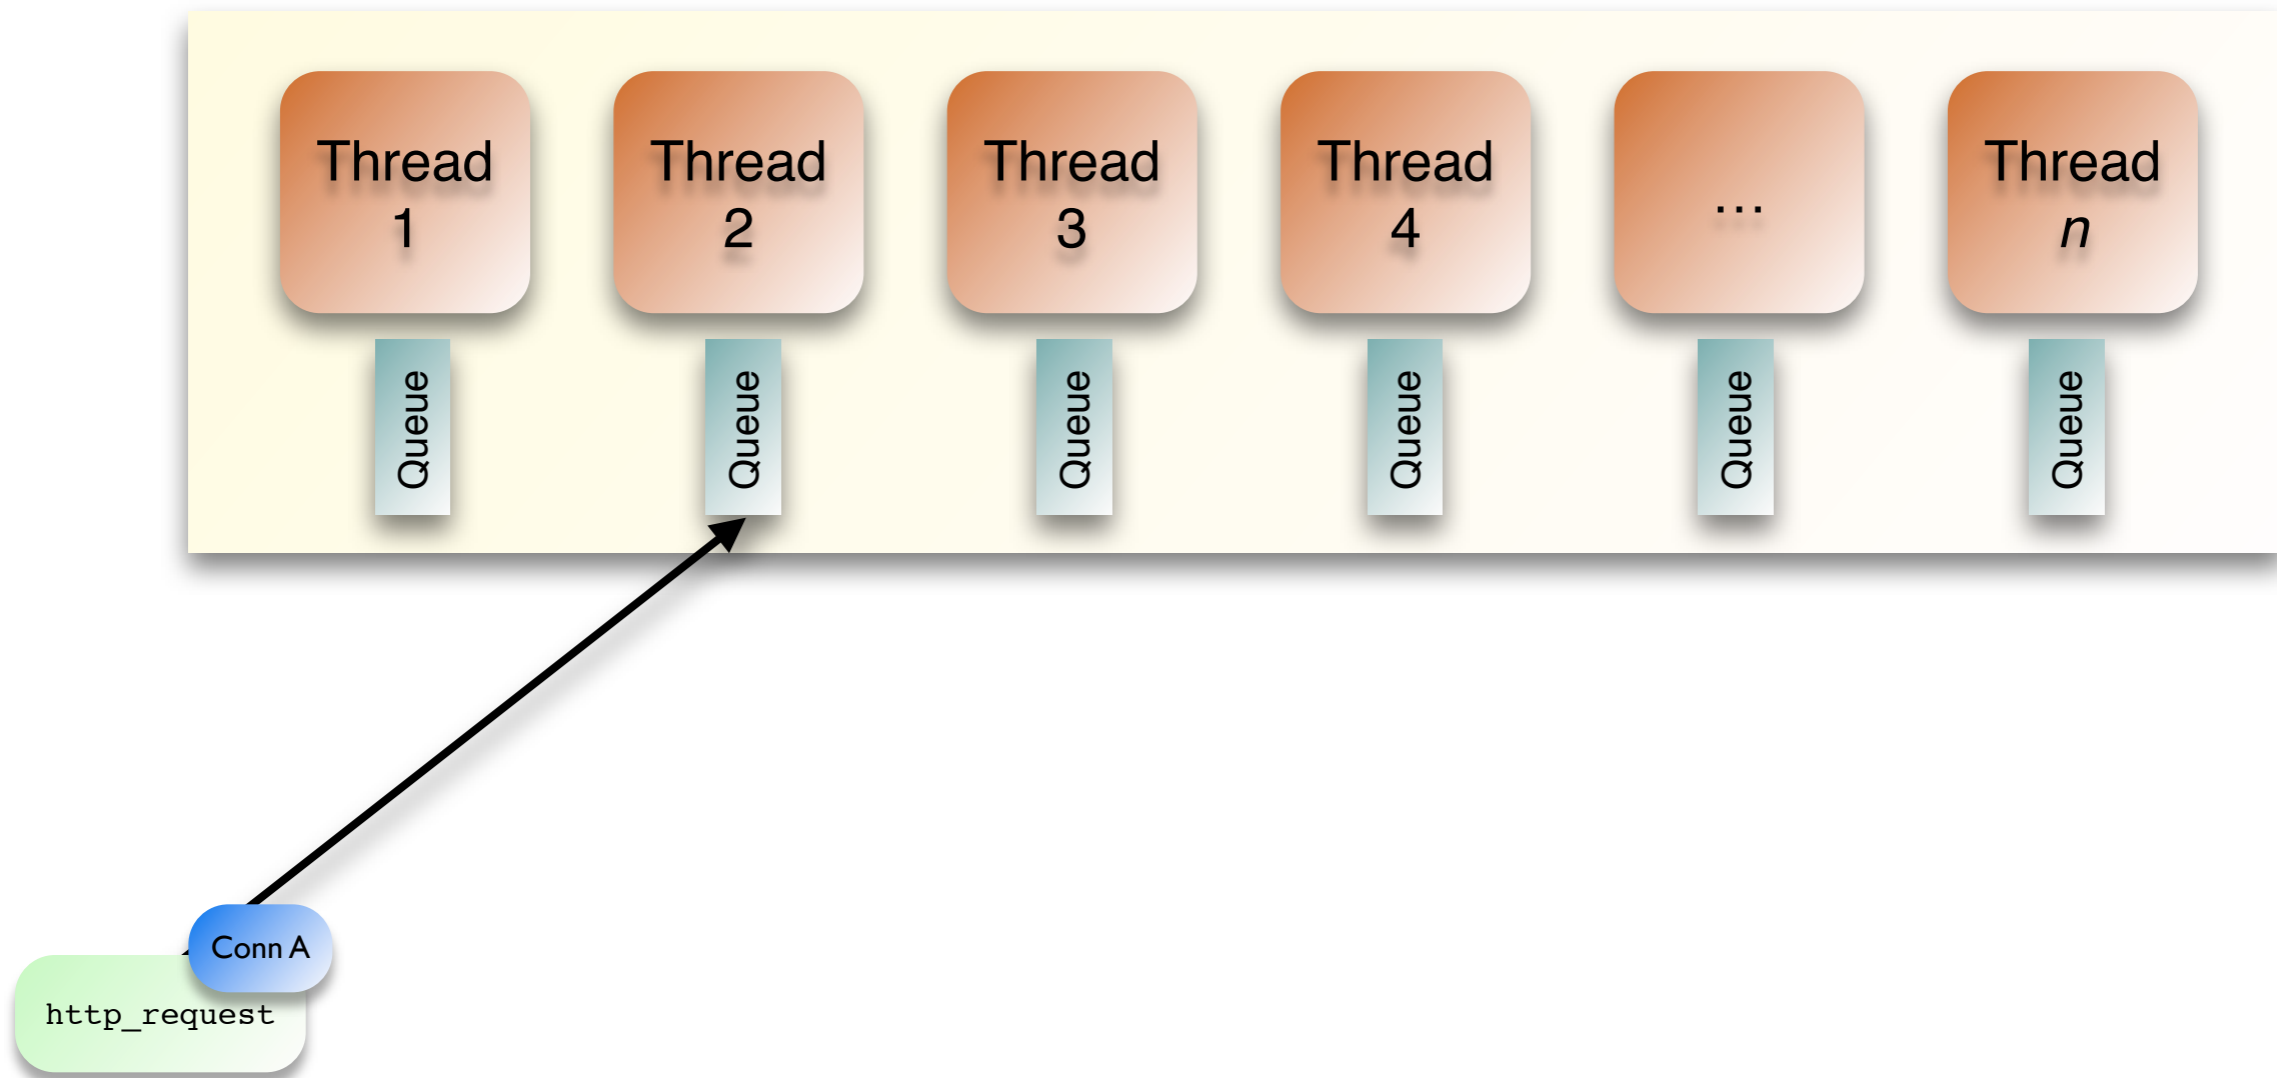 Thread
1
Thread
2
Thread
3
Thread
4
...
Thread
n
Queue
Queue
Queue
Queue
Queue
Queue
Conn A
http_request